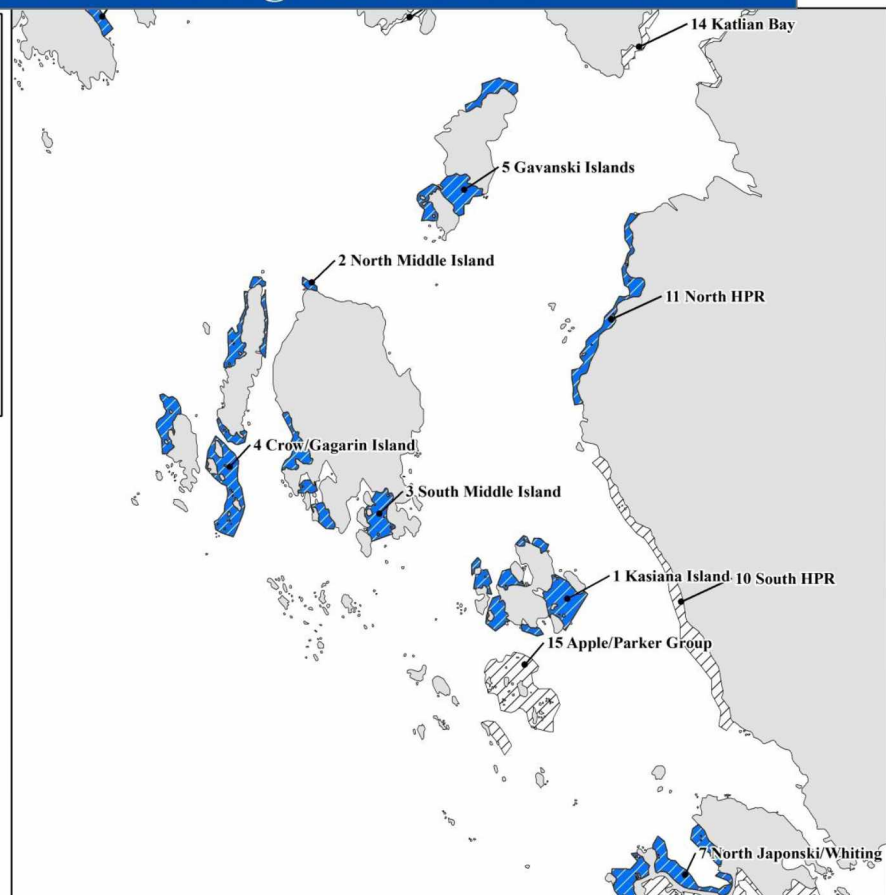 14 Katlian Bay
5 Gavanski Islands
2 North Middle Island
11 North HPR
4 Crow/Gagarin Island
3 South Middle Island
1 Kasiana Island
10 South HPR
15 Apple/Parker Group
7 North Japonski/Whiting